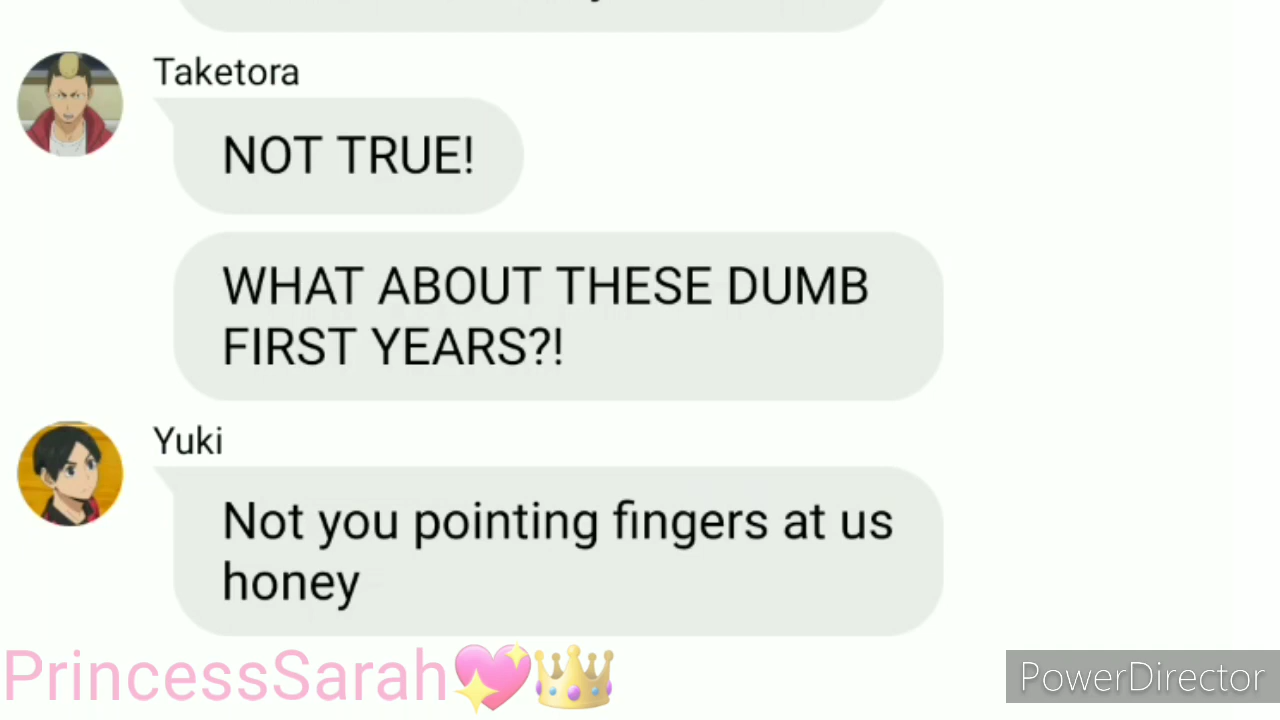 Taketora
NOT TRUE!
WHAT ABOUT THESE DUMB
FIRST YEARS?!
Yuki
Not you pointing fingers at us
honey
PrincessSarah💖👑
PowerDirector